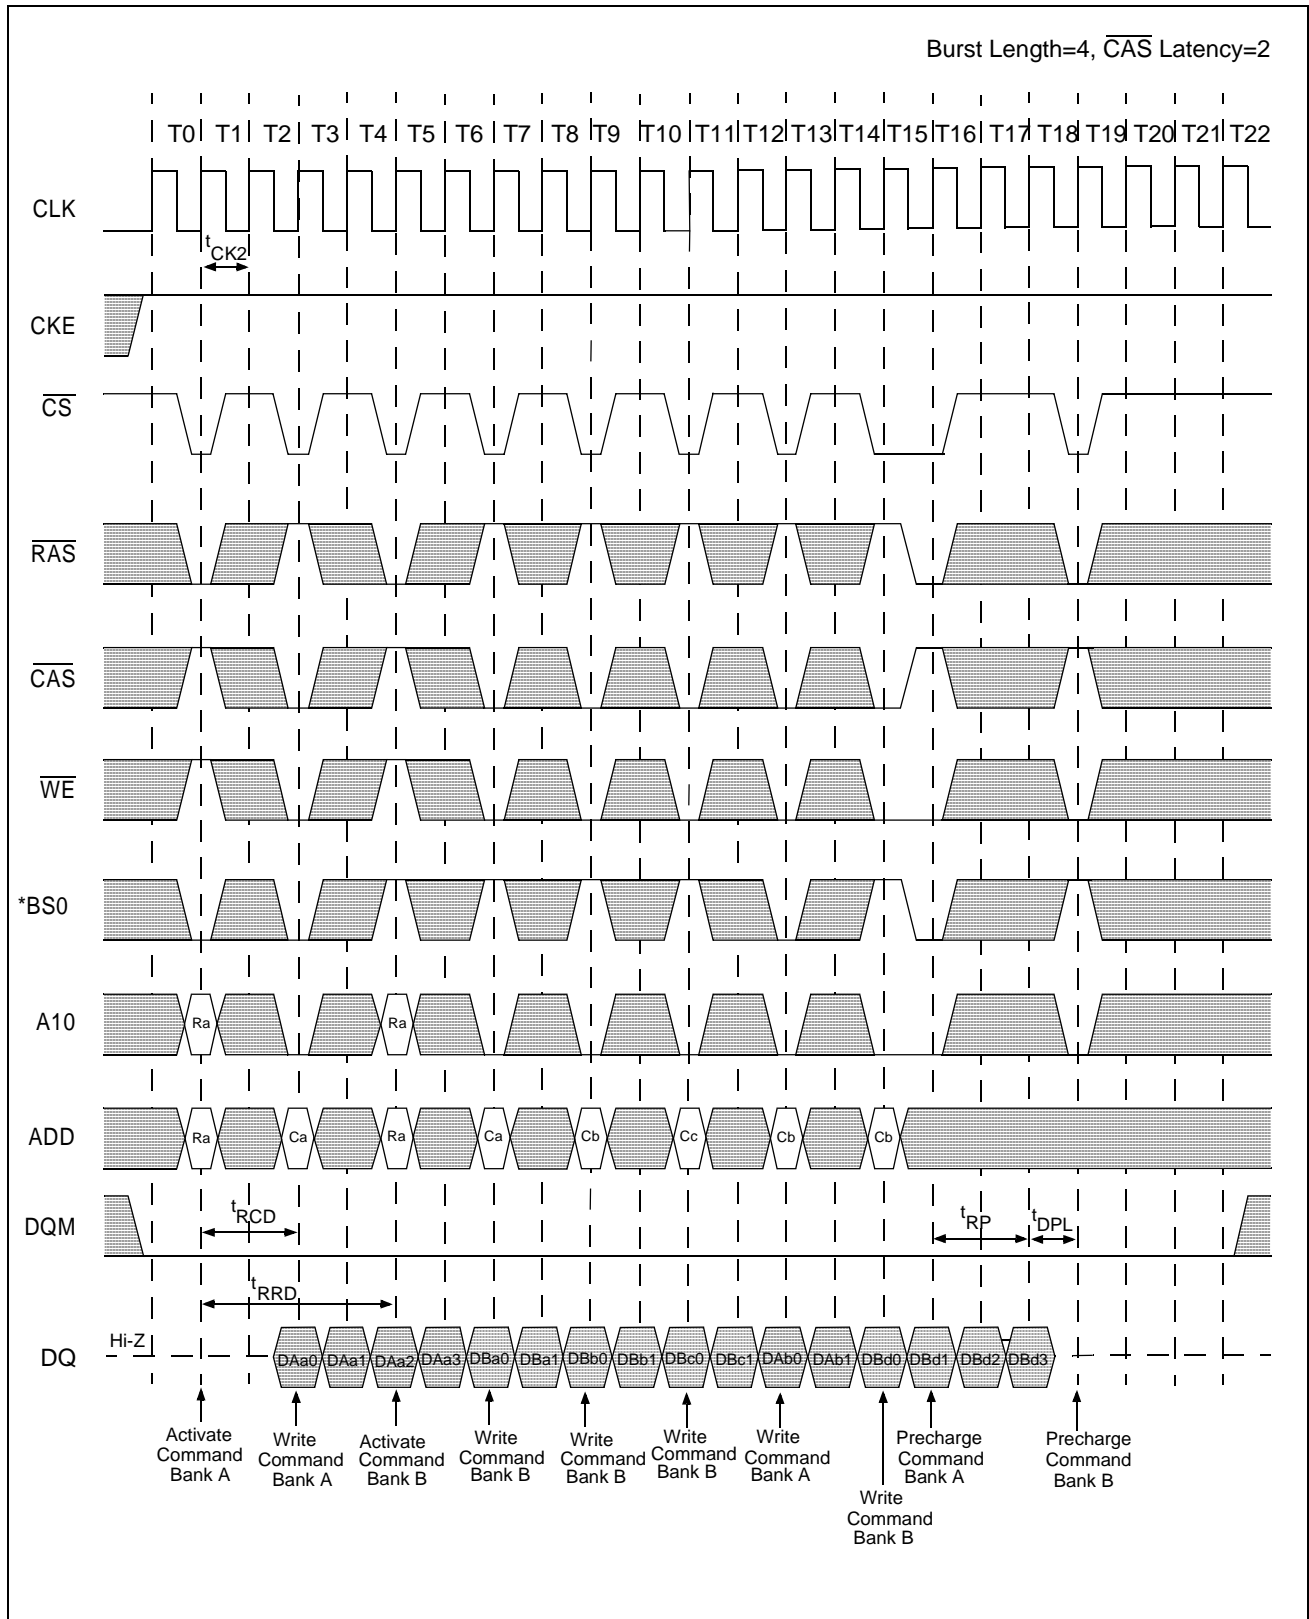 Burst Length=4, CAS Latency=2
T0 T1 T2 T3 T4 T5 T6 T7 T8 T9 T10 T11 T12 T13 T14 T15 T16 T17 T18 T19 T20 T21 T22
CLK
tCK2
CKE
CS
RAS
CAS
WE
*BS0
A10
Ra Ra
ADD
Ra Ca Ra Ca Cb Cc Cb Cb
DQM
tRCD
tRP
tDPL
tRRD
DQ
Hi-Z
DAa0 DAa1 DAa2 DAa3 DBa0 DBa1 DBb0 DBb1 DBc0 DBc1 DAb0 DAb1 DBd0 DBd1 DBd2 DBd3
Activate
Command
Bank A
Write
Command
Bank A
Activate
Command
Bank B
Write
Command
Bank B
Write
Command
Bank B
Write
Command
Bank B
Write
Command
Bank A
Write
Command
Bank B
Precharge
Command
Bank A
Precharge
Command
Bank B